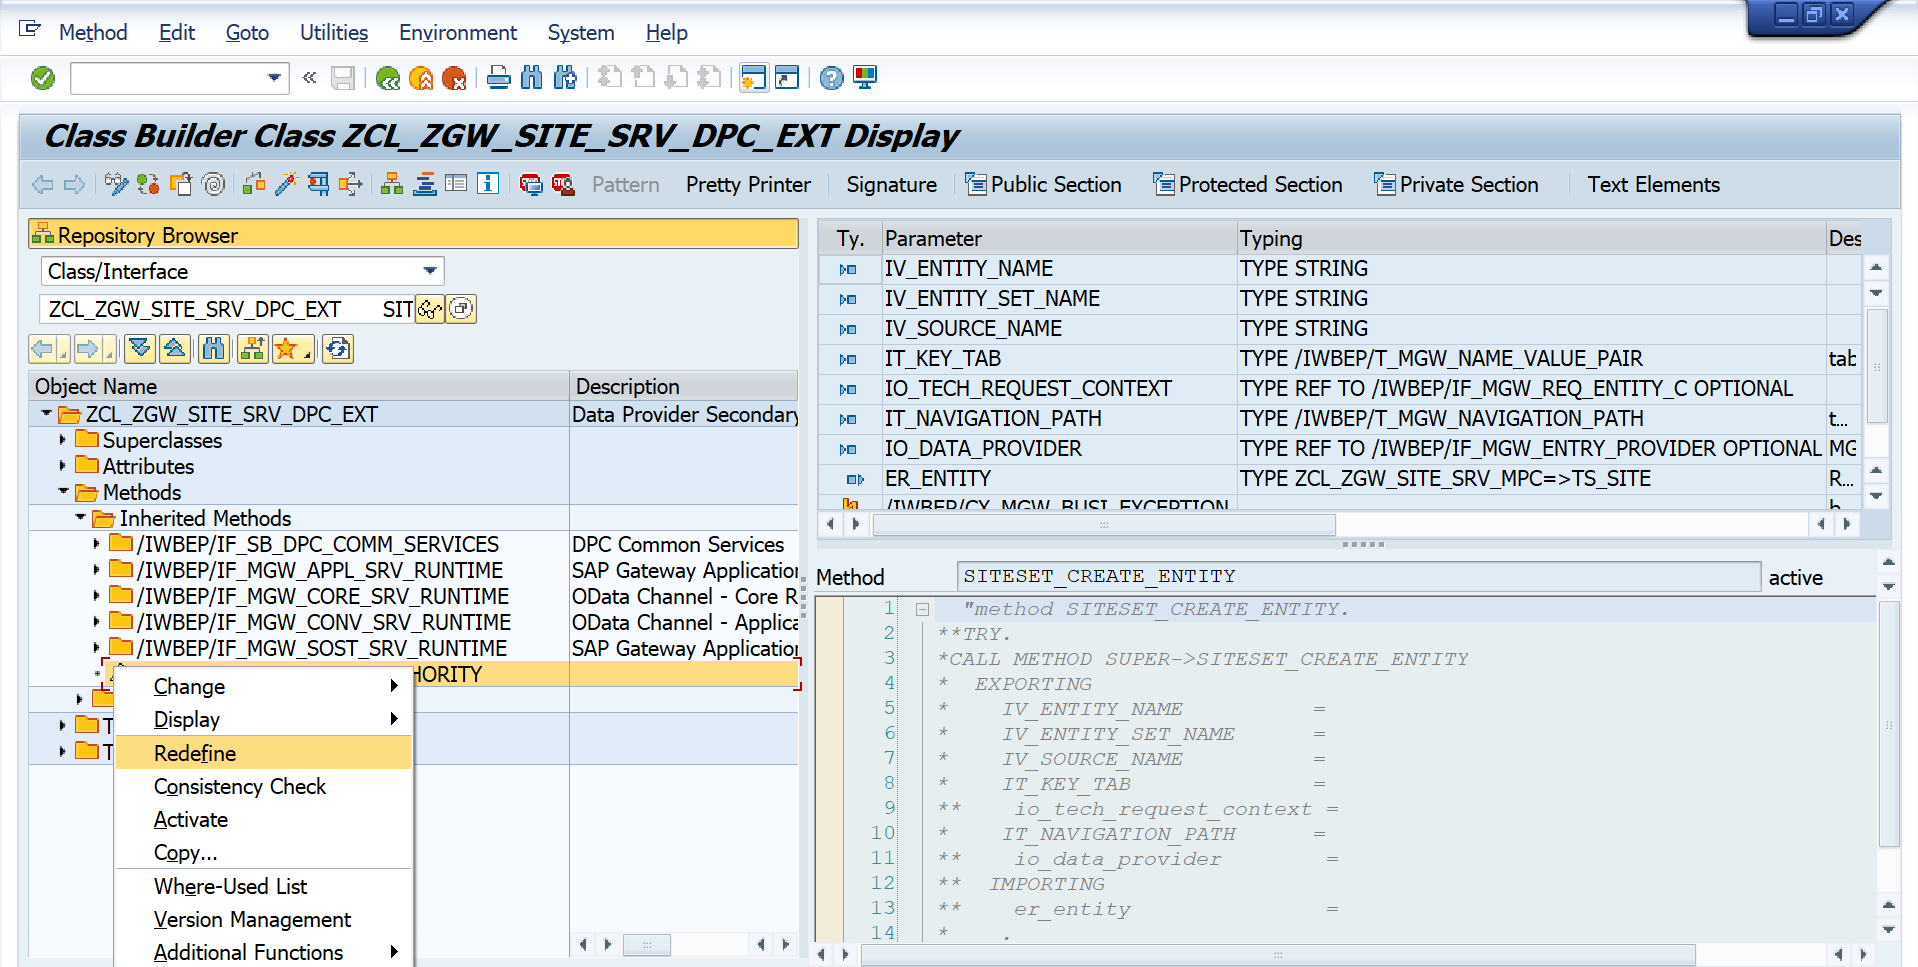 Method Edit Goto Utilities Environment System Help
Class Builder Class ZCL_ZGW_SITE_SRV_DPC_EXT Display
Pattern Pretty Printer Signature Public Section Protected Section Private Section Text Elements
Repository Browser
Class/Interface
ZCL_ZGW_SITE_SRV_DPC_EXT SIT
Object Name Description
ZCL_ZGW_SITE_SRV_DPC_EXT Data Provider Secondary
Superclasses
Attributes
Methods
Inherited Methods
/IWBEP/IF_SB_DPC_COMM_SERVICES DPC Common Services
/IWBEP/IF_MGW_APPL_SRV_RUNTIME SAP Gateway Application
/IWBEP/IF_MGW_CORE_SRV_RUNTIME OData Channel - Core R
/IWBEP/IF_MGW_CONV_SRV_RUNTIME OData Channel - Applica
/IWBEP/IF_MGW_SOST_SRV_RUNTIME SAP Gateway Application
HORITY
T
T
Change
Display
Redefine
Consistency Check
Activate
Copy...
Where-Used List
Version Management
Additional Functions
Ty. Parameter Typing Des
IV_ENTITY_NAME TYPE STRING
IV_ENTITY_SET_NAME TYPE STRING
IV_SOURCE_NAME TYPE STRING
IT_KEY_TAB TYPE /IWBEP/T_MGW_NAME_VALUE_PAIR tab
IO_TECH_REQUEST_CONTEXT TYPE REF TO /IWBEP/IF_MGW_REQ_ENTITY_C OPTIONAL
IT_NAVIGATION_PATH TYPE /IWBEP/T_MGW_NAVIGATION_PATH t...
IO_DATA_PROVIDER TYPE REF TO /IWBEP/IF_MGW_ENTRY_PROVIDER OPTIONAL MG
ER_ENTITY TYPE ZCL_ZGW_SITE_SRV_MPC=>TS_SITE R...
/IWBEP/CX_MGW_BUSI_EXCEPTION b
Method SITESET_CREATE_ENTITY active
1 "method SITESET_CREATE_ENTITY.
2 **TRY.
3 *CALL METHOD SUPER->SITESET_CREATE_ENTITY
4 * EXPORTING
5 * IV_ENTITY_NAME =
6 * IV_ENTITY_SET_NAME =
7 * IV_SOURCE_NAME =
8 * IT_KEY_TAB =
9 ** io_tech_request_context =
10 * IT_NAVIGATION_PATH =
11 ** io_data_provider =
12 ** IMPORTING
13 ** er_entity =
14 * .